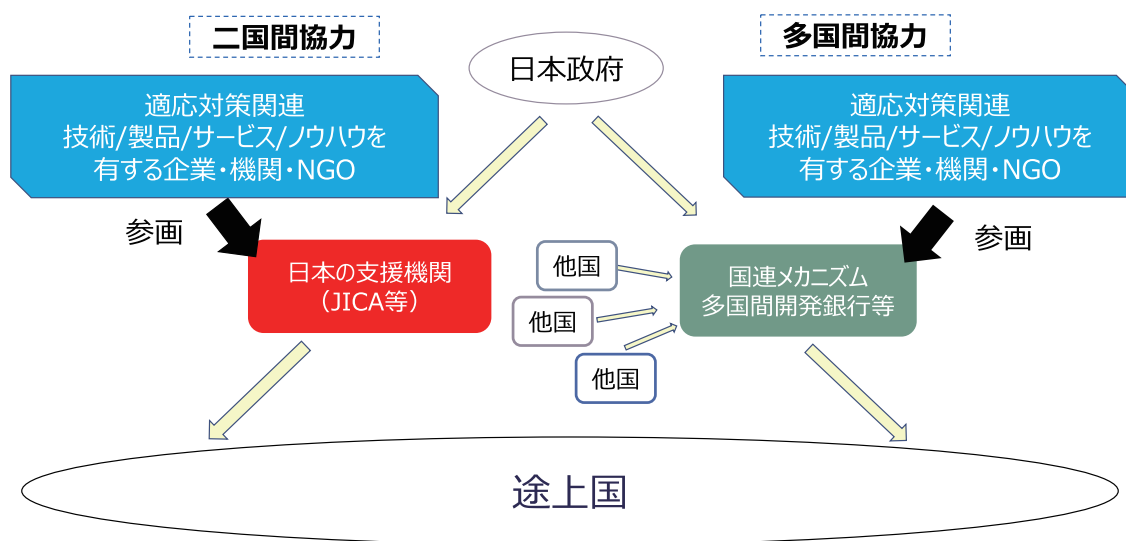 二国間協力
日本政府
多国間協力
適応対策関連
技術/製品/サービス/ノウハウを
有する企業・機関・NGO
適応対策関連
技術/製品/サービス/ノウハウを
有する企業・機関・NGO
参画
参画
日本の支援機関
（JICA等）
他国
他国
他国
国連メカニズム
多国間開発銀行等
途上国